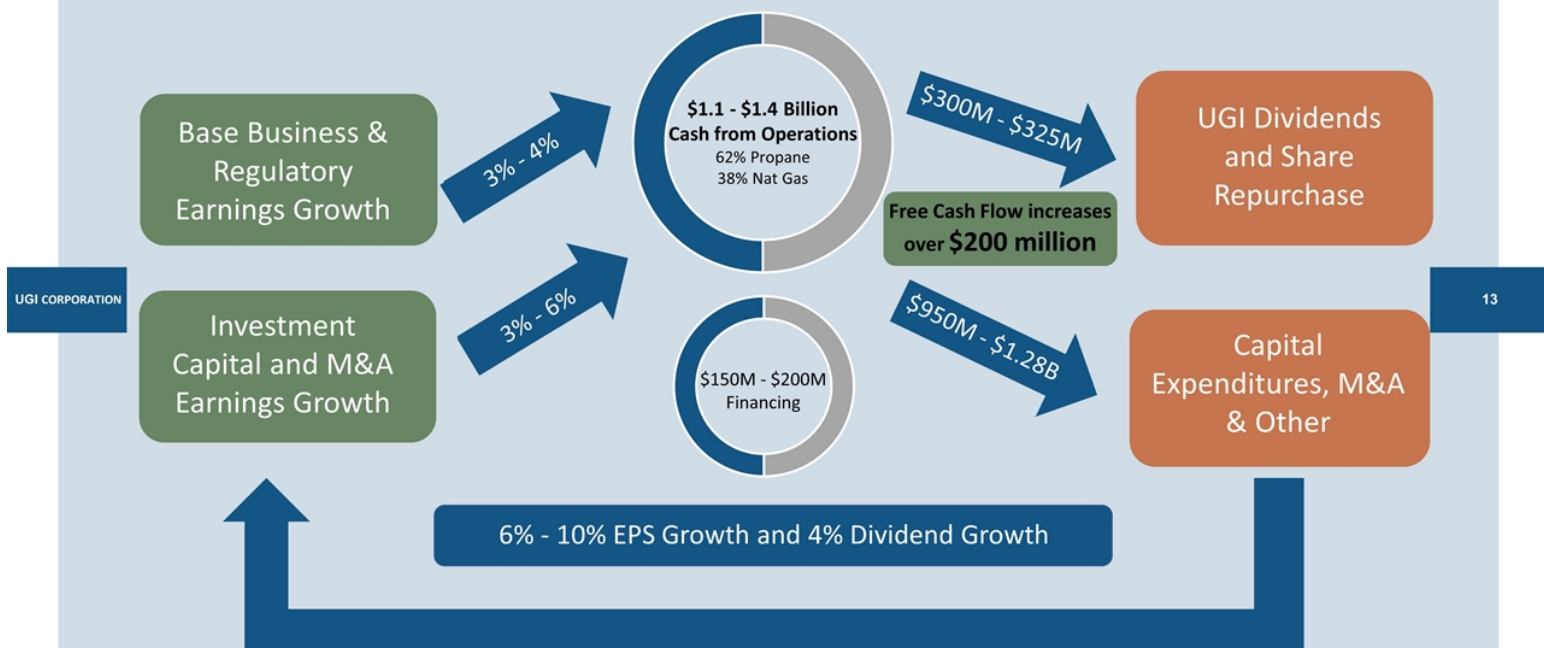 Base Business &
Regulatory
Earnings Growth
3% - 4%
$1.1 - $1.4 Billion
Cash from Operations
62% Propane
38% Nat Gas
$300M - $325M
UGI Dividends
and Share
Repurchase
Free Cash Flow increases
over $200 million
UGI CORPORATION
13
Investment
Capital and M&A
Earnings Growth
3% - 6%
$150M - $200M
Financing
$950M - $1.28B
Capital
Expenditures, M&A
& Other
6% - 10% EPS Growth and 4% Dividend Growth